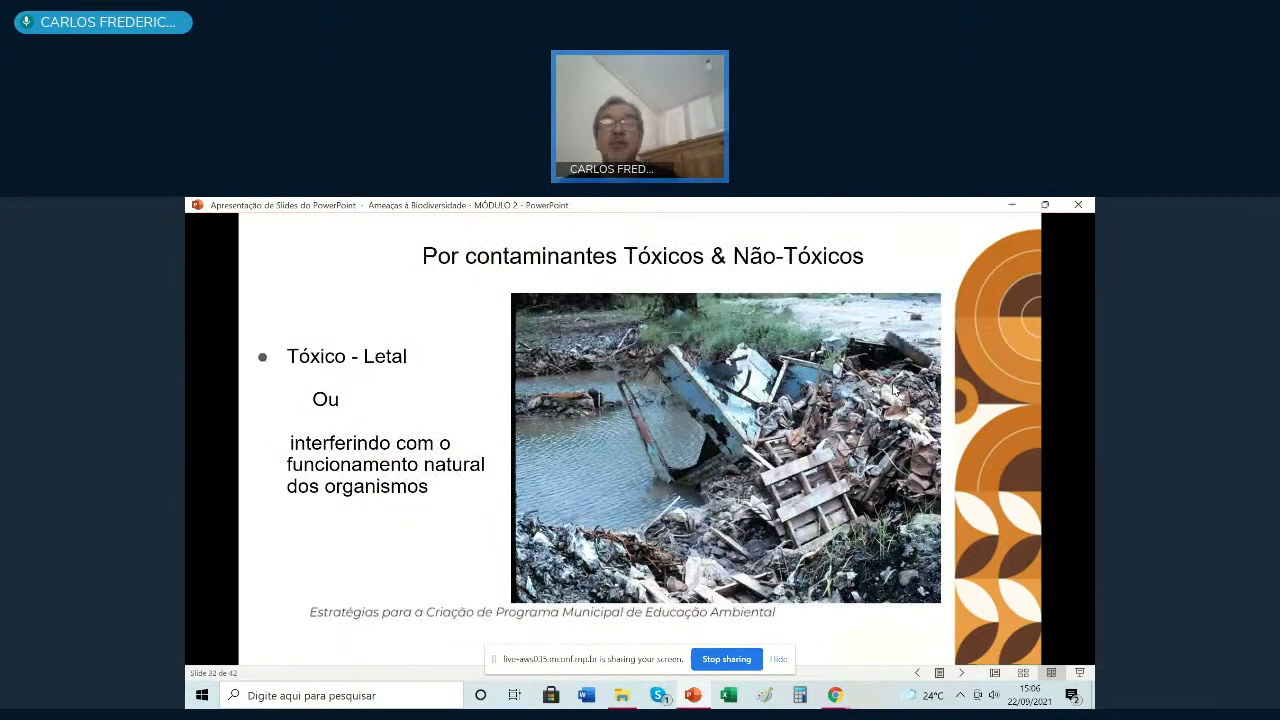 CARLOS FREDERIC...
CARLOS FRED...
Apresentação de Slides do PowerPoint - Ameaças à Biodiversidade - MÓDULO 2 - PowerPoint
Por contaminantes Tóxicos & Não-Tóxicos
Tóxico - Letal
Ou
interferindo com o
funcionamento natural
dos organismos
Estratégias para a Criação de Programa Municipal de Educação Ambiental
live-aws035.mconf.rnp.br is sharing your screen.
Stop sharing
Hide
Slide 32 de 42
Digite aqui para pesquisar
1
24°C
15:06
22/09/2021
2